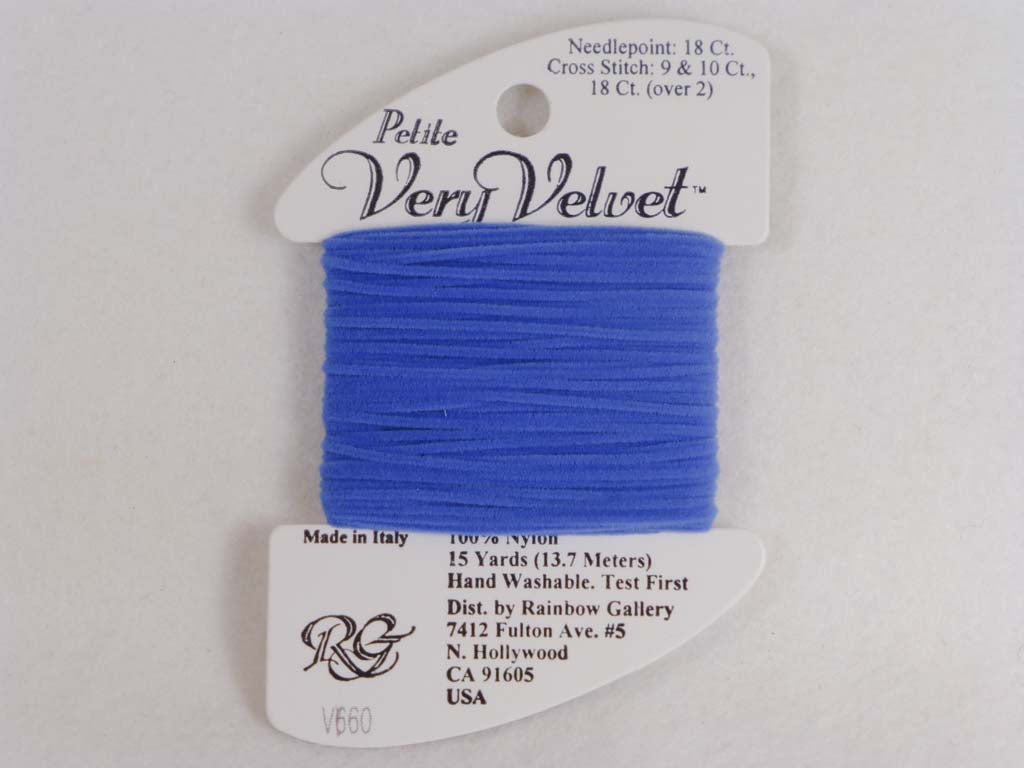 Needlepoint: 18 Ct.
Cross Stitch: 9 & 10 Ct.,
18 Ct. (over 2)
Petite
Very Velvet™
Made in Italy
100% Nylon
15 Yards (13.7 Meters)
Hand Washable. Test First
Dist. by Rainbow Gallery
7412 Fulton Ave. #5
N. Hollywood
CA 91605
USA
RG
V660